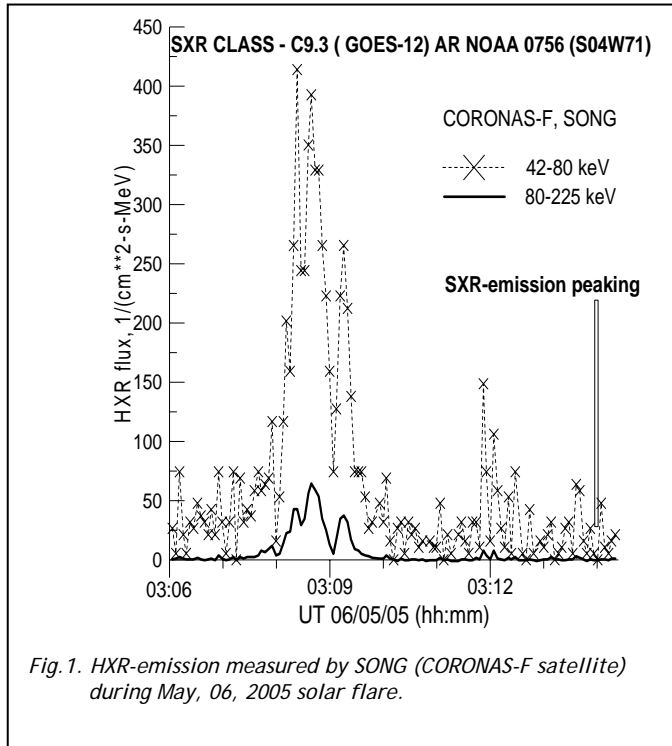 SXR CLASS - C9.3 ( GOES-12) AR NOAA 0756 (S04W71)
450
400
350
300
250
200
150
100
50
0
HXR flux, 1/(cm**2-s-MeV)
CORONAS-F, SONG
42-80 keV
80-225 keV
SXR-emission peaking
03:06
03:09
03:12
UT 06/05/05 (hh:mm)
Fig.1. HXR-emission measured by SONG (CORONAS-F satellite)
during May, 06, 2005 solar flare.